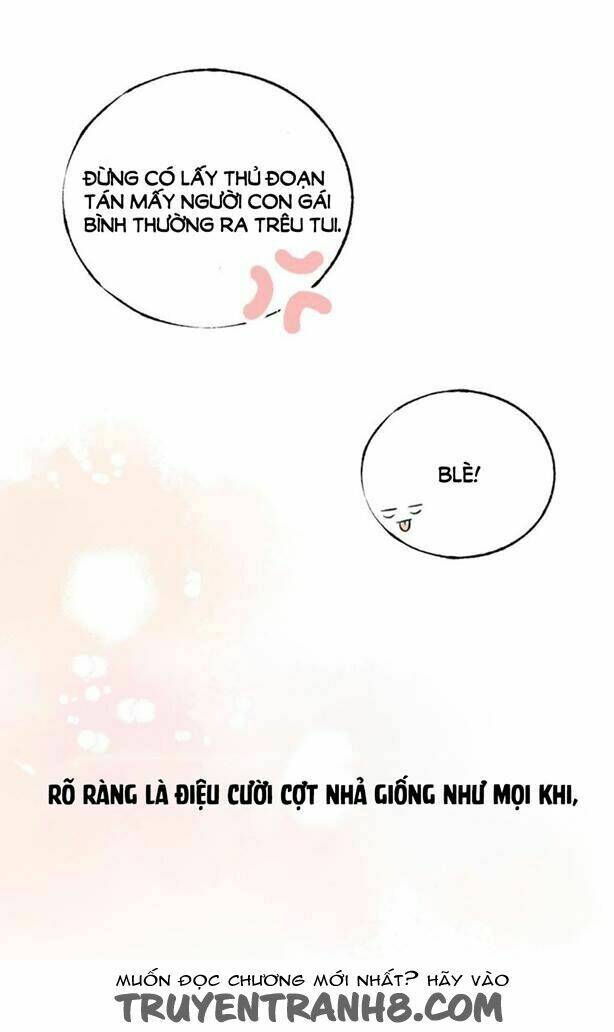 ĐỪNG CÓ LẤY THỦ ĐOẠN
TÁN MẤY NGƯỜI CON GÁI
BÌNH THƯỜNG RA TRÊU TUI.
BLÈ!
RÕ RÀNG LÀ ĐIỆU CƯỜI CỢT NHẢ GIỐNG NHƯ MỌI KHI,
MUỐN ĐỌC CHƯƠNG MỚI NHẤT? HÃY VÀO
TRUYENTRANH8.COM